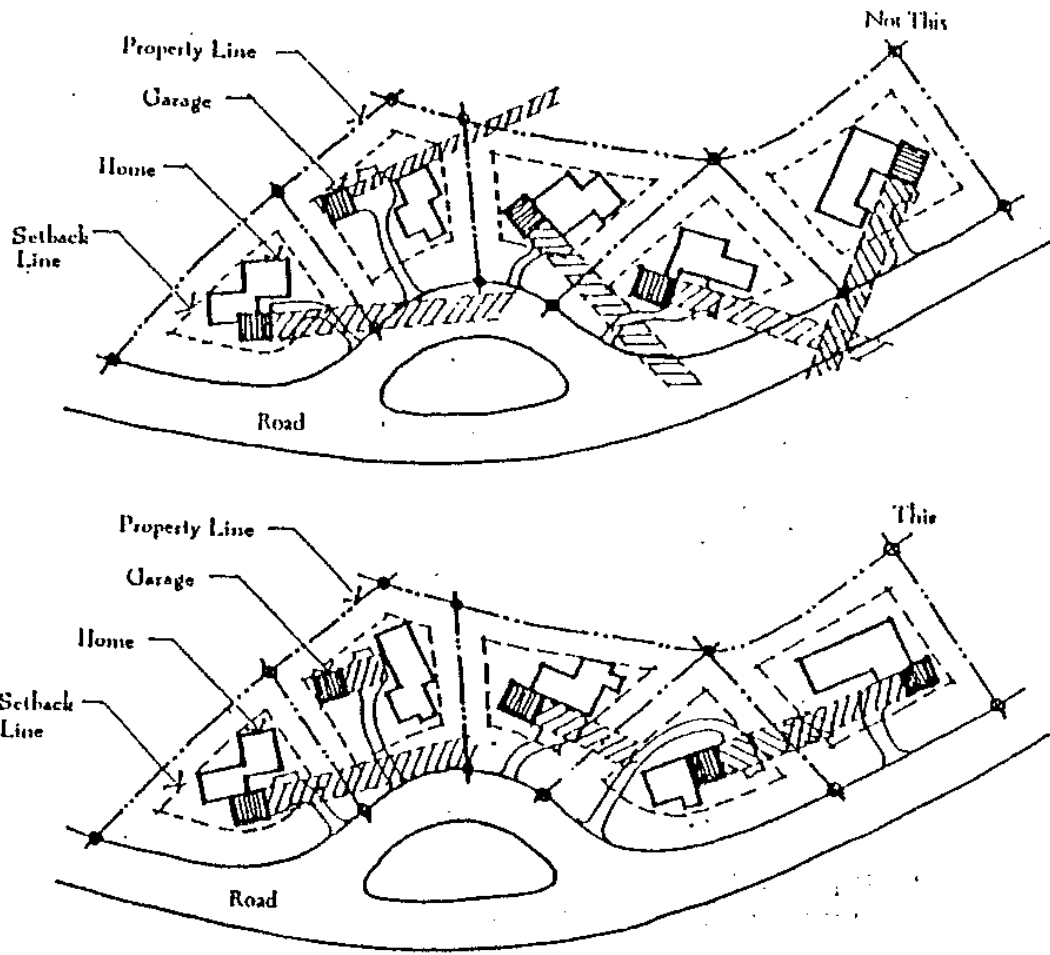 Not This
Property Line
Garage
Home
Setback
Line
Road
This
Property Line
Garage
Home
Setback
Line
Road